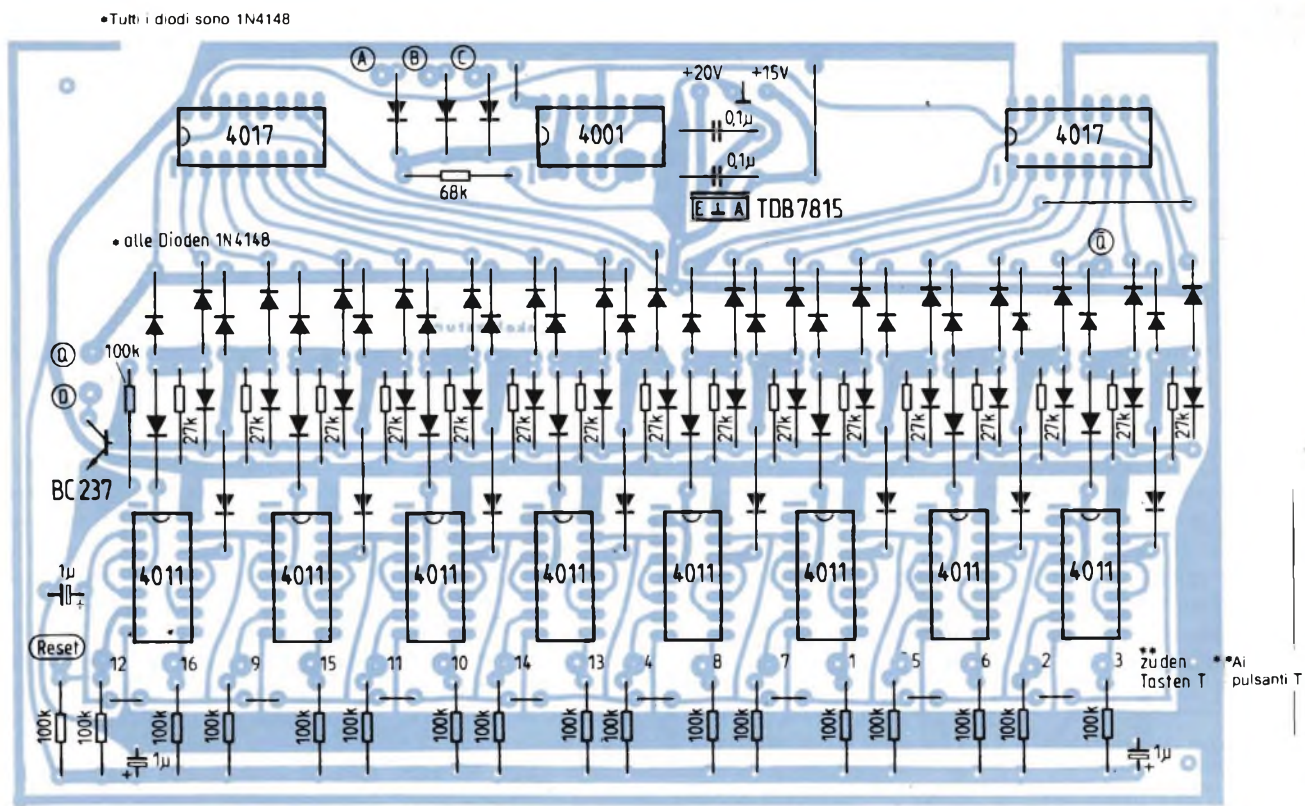 *Tutti i diodi sono 1N4148
A B C
+20V ⊥ +15V
4017 4001 0,1µ 4017
0,1µ
68k
E ⊥ A TDB7815
* alle Dioden 1N4148
Q̄
Q 100k
D
27k 27k 27k 27k 27k 27k 27k 27k 27k 27k 27k 27k 27k 27k 27k 27k
BC 237
4011 4011 4011 4011 4011 4011 4011 4011
1µ
+
Reset
12 16 9 15 11 10 14 13 4 8 7 1 5 6 2 3
**
zu den
Tasten T
**Ai
pulsanti T
100k 100k 100k 100k 100k 100k 100k 100k 100k 100k 100k 100k 100k 100k 100k 100k 100k
+ 1µ
1µ +